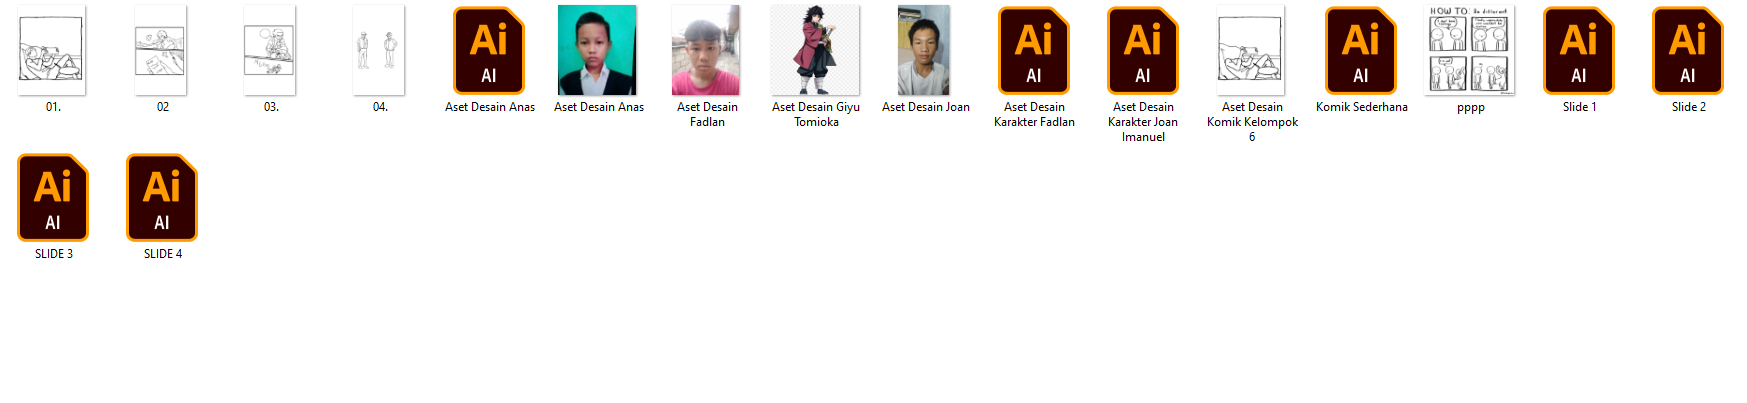 01.
02
03.
04.
Ai
AI
Aset Desain Anas
Aset Desain Anas
Aset Desain
Fadlan
Aset Desain Giyu
Tomioka
Aset Desain Joan
Ai
AI
Aset Desain
Karakter Fadlan
Ai
AI
Aset Desain
Karakter Joan
Imanuel
Aset Desain
Komik Kelompok
6
Ai
AI
Komik Sederhana
HOW TO: Be different
pppp
Ai
AI
Slide 1
Ai
AI
Slide 2
Ai
AI
SLIDE 3
Ai
AI
SLIDE 4